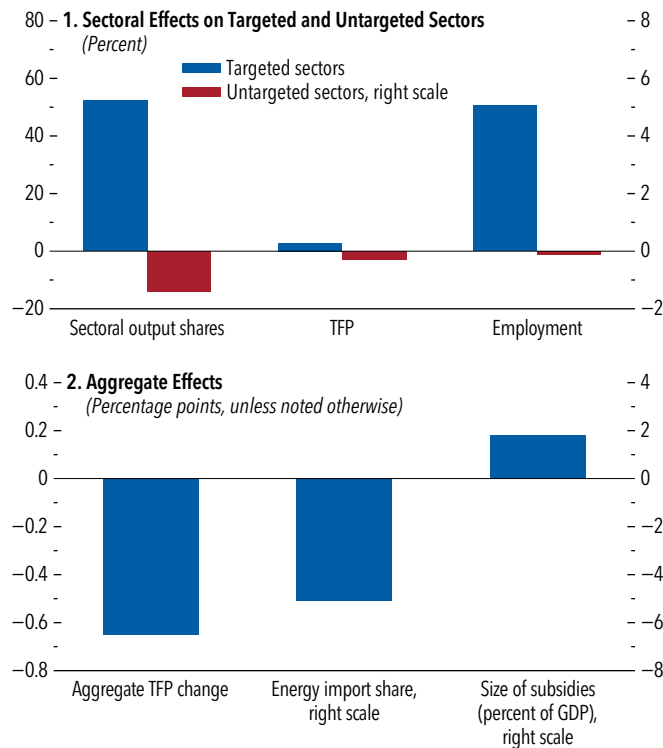 1. Sectoral Effects on Targeted and Untargeted Sectors
(Percent)
Targeted sectors
Untargeted sectors, right scale
80
60
40
20
0
−20
8
6
4
2
0
−2
Sectoral output shares
TFP
Employment
2. Aggregate Effects
(Percentage points, unless noted otherwise)
0.4
0.2
0
−0.2
−0.4
−0.6
−0.8
4
2
0
−2
−4
−6
−8
Aggregate TFP change
Energy import share,
right scale
Size of subsidies
(percent of GDP),
right scale